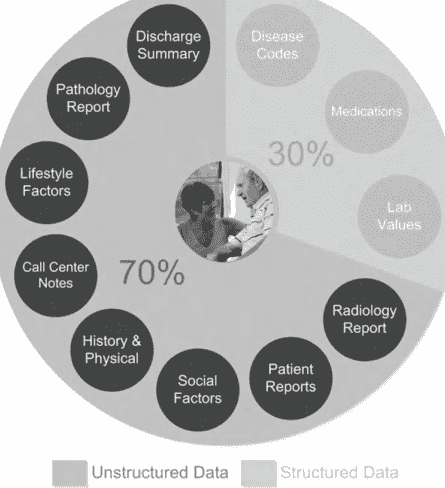 Discharge
Summary
Disease
Codes
Pathology
Report
Medications
30%
Lifestyle
Factors
Lab
Values
Call Center
Notes
70%
Radiology
Report
History &
Physical
Patient
Reports
Social
Factors
Unstructured Data
Structured Data